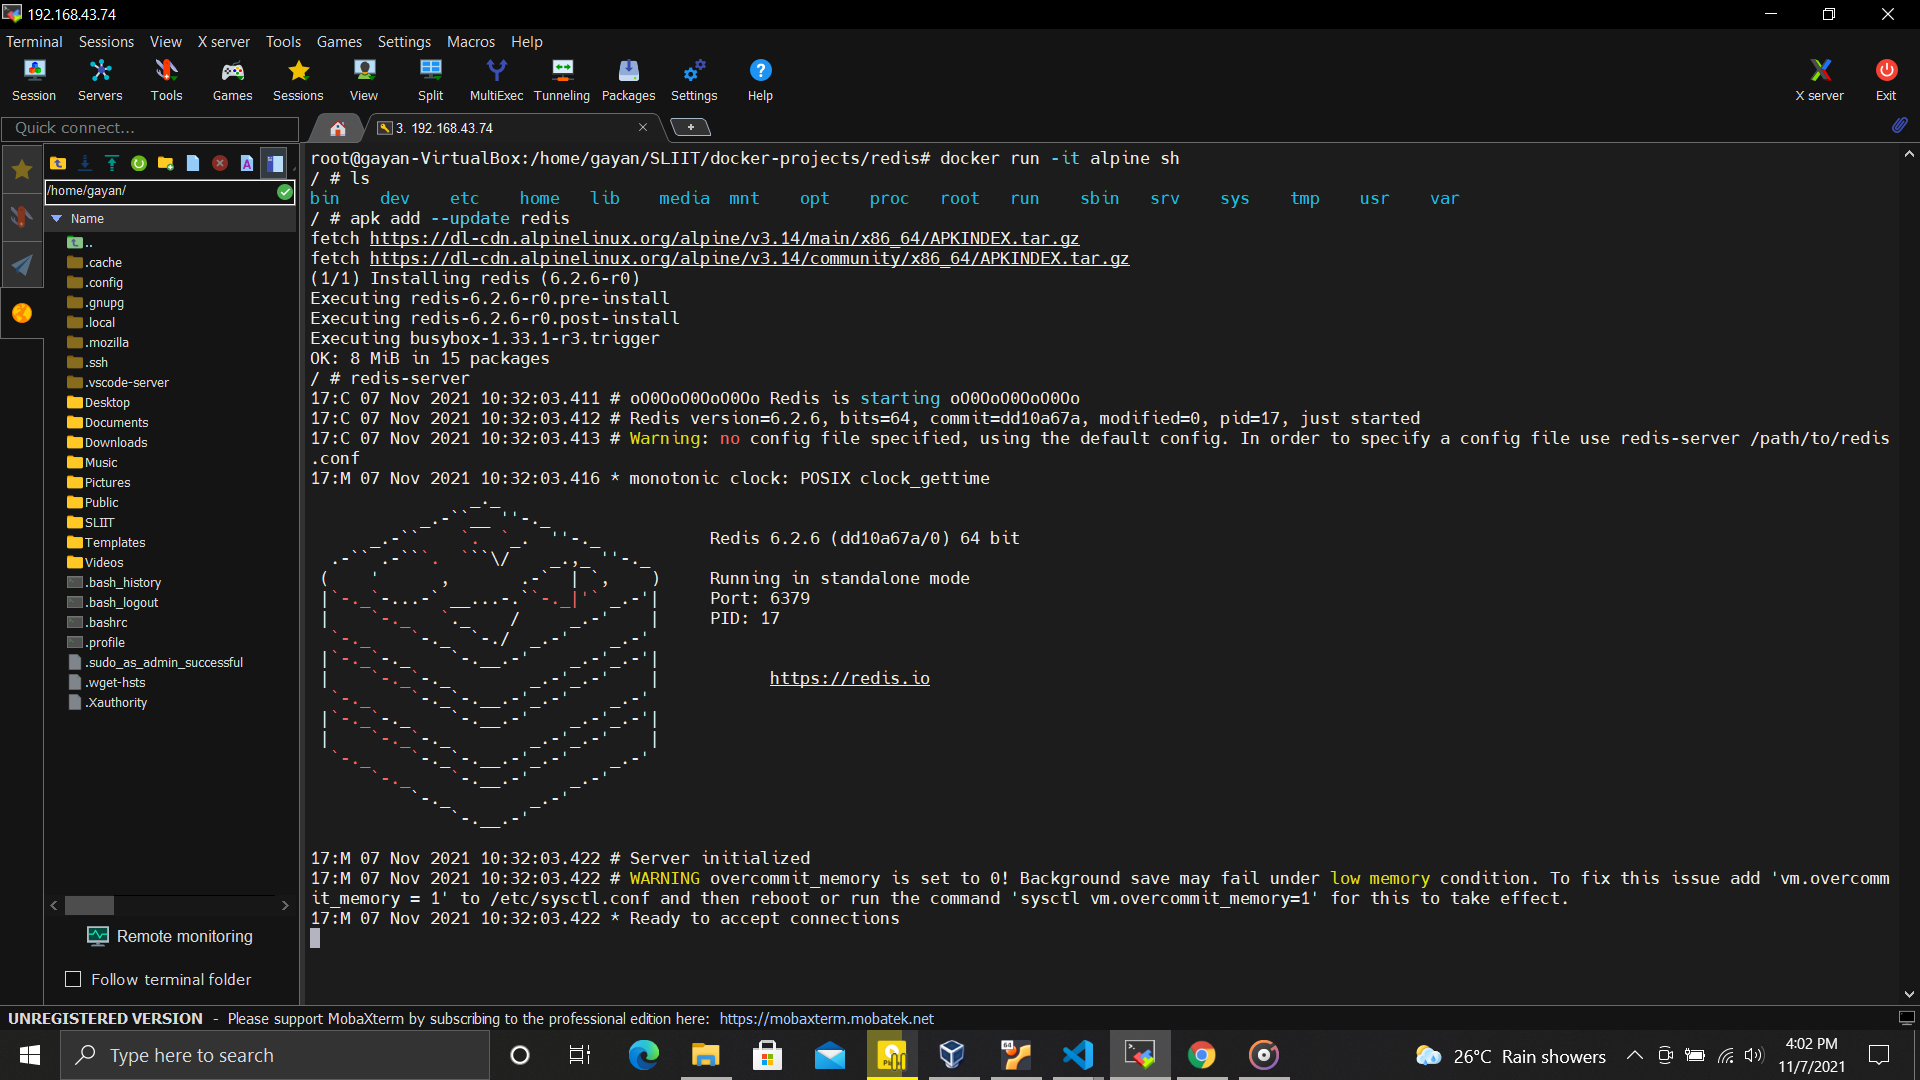 192.168.43.74
Terminal Sessions View X server Tools Games Settings Macros Help
Session Servers Tools Games Sessions View Split MultiExec Tunneling Packages Settings Help X server Exit
Quick connect...
3. 192.168.43.74
/home/gayan/
Name
..
.cache
.config
.gnupg
.local
.mozilla
.ssh
.vscode-server
Desktop
Documents
Downloads
Music
Pictures
Public
SLIIT
Templates
Videos
.bash_history
.bash_logout
.bashrc
.profile
.sudo_as_admin_successful
.wget-hsts
.Xauthority
Remote monitoring
Follow terminal folder
root@gayan-VirtualBox:/home/gayan/SLIIT/docker-projects/redis# docker run -it alpine sh
/ # ls
bin dev etc home lib media mnt opt proc root run sbin srv sys tmp usr var
/ # apk add --update redis
fetch https://dl-cdn.alpinelinux.org/alpine/v3.14/main/x86_64/APKINDEX.tar.gz
fetch https://dl-cdn.alpinelinux.org/alpine/v3.14/community/x86_64/APKINDEX.tar.gz
(1/1) Installing redis (6.2.6-r0)
Executing redis-6.2.6-r0.pre-install
Executing redis-6.2.6-r0.post-install
Executing busybox-1.33.1-r3.trigger
OK: 8 MiB in 15 packages
/ # redis-server
17:C 07 Nov 2021 10:32:03.411 # oO0OoO0OoO0Oo Redis is starting oO0OoO0OoO0Oo
17:C 07 Nov 2021 10:32:03.412 # Redis version=6.2.6, bits=64, commit=dd10a67a, modified=0, pid=17, just started
17:C 07 Nov 2021 10:32:03.413 # Warning: no config file specified, using the default config. In order to specify a config file use redis-server /path/to/redis
.conf
17:M 07 Nov 2021 10:32:03.416 * monotonic clock: POSIX clock_gettime
Redis 6.2.6 (dd10a67a/0) 64 bit
Running in standalone mode
Port: 6379
PID: 17
https://redis.io
17:M 07 Nov 2021 10:32:03.422 # Server initialized
17:M 07 Nov 2021 10:32:03.422 # WARNING overcommit_memory is set to 0! Background save may fail under low memory condition. To fix this issue add 'vm.overcomm
it_memory = 1' to /etc/sysctl.conf and then reboot or run the command 'sysctl vm.overcommit_memory=1' for this to take effect.
17:M 07 Nov 2021 10:32:03.422 * Ready to accept connections
UNREGISTERED VERSION - Please support MobaXterm by subscribing to the professional edition here: https://mobaxterm.mobatek.net
Type here to search
64
26°C Rain showers
4:02 PM
11/7/2021